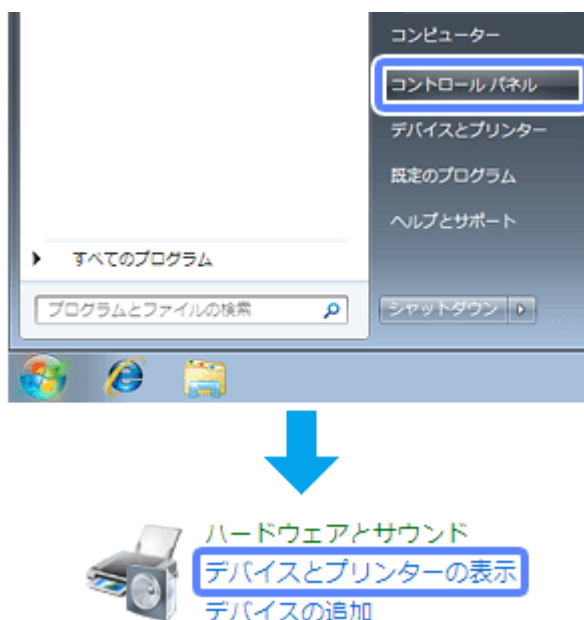 コンピューター
コントロール パネル
デバイスとプリンター
既定のプログラム
ヘルプとサポート
すべてのプログラム
プログラムとファイルの検索
シャットダウン
ハードウェアとサウンド
デバイスとプリンターの表示
デバイスの追加